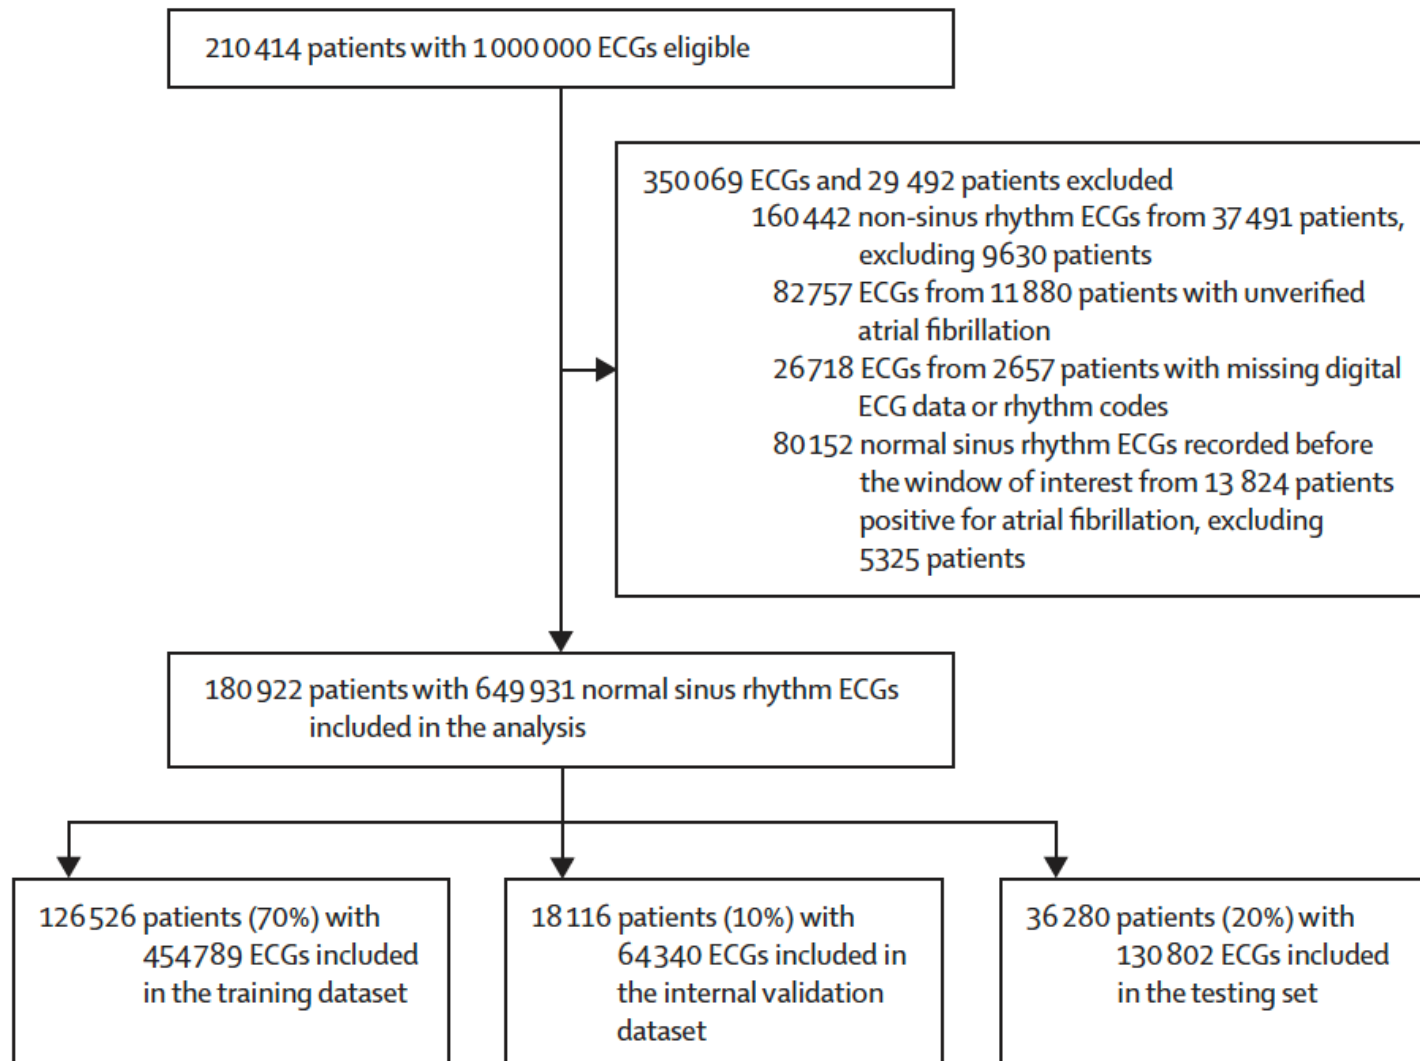 210 414 patients with 1 000 000 ECGs eligible
350 069 ECGs and 29 492 patients excluded
160 442 non-sinus rhythm ECGs from 37 491 patients,
excluding 9630 patients
82 757 ECGs from 11 880 patients with unverified
atrial fibrillation
26 718 ECGs from 2657 patients with missing digital
ECG data or rhythm codes
80 152 normal sinus rhythm ECGs recorded before
the window of interest from 13 824 patients
positive for atrial fibrillation, excluding
5325 patients
180 922 patients with 649 931 normal sinus rhythm ECGs
included in the analysis
126 526 patients (70%) with
454 789 ECGs included
in the training dataset
18 116 patients (10%) with
64 340 ECGs included in
the internal validation
dataset
36 280 patients (20%) with
130 802 ECGs included
in the testing set